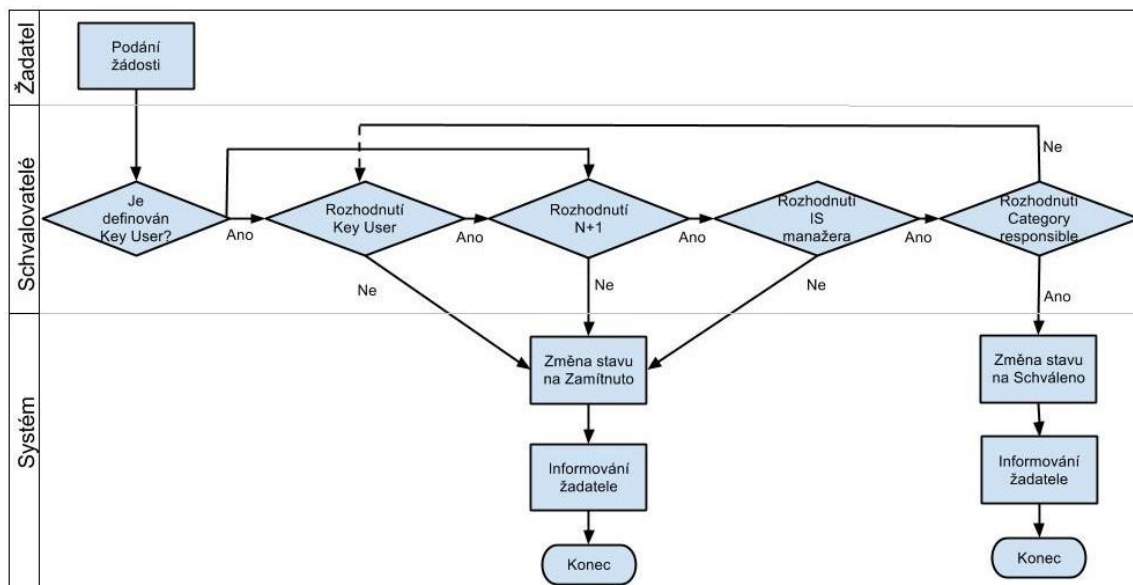 Žadatel
Podání
žádosti
Schvalovatelé
Je
definován
Key User?
Ano
Rozhodnutí
Key User
Ano
Ne
Rozhodnutí
N+1
Ano
Ne
Rozhodnutí
IS
manažera
Ano
Ne
Ne
Rozhodnutí
Category
responsible
Ano
Systém
Změna stavu
na Zamítnuto
Informování
žadatele
Konec
Změna stavu
na Schváleno
Informování
žadatele
Konec